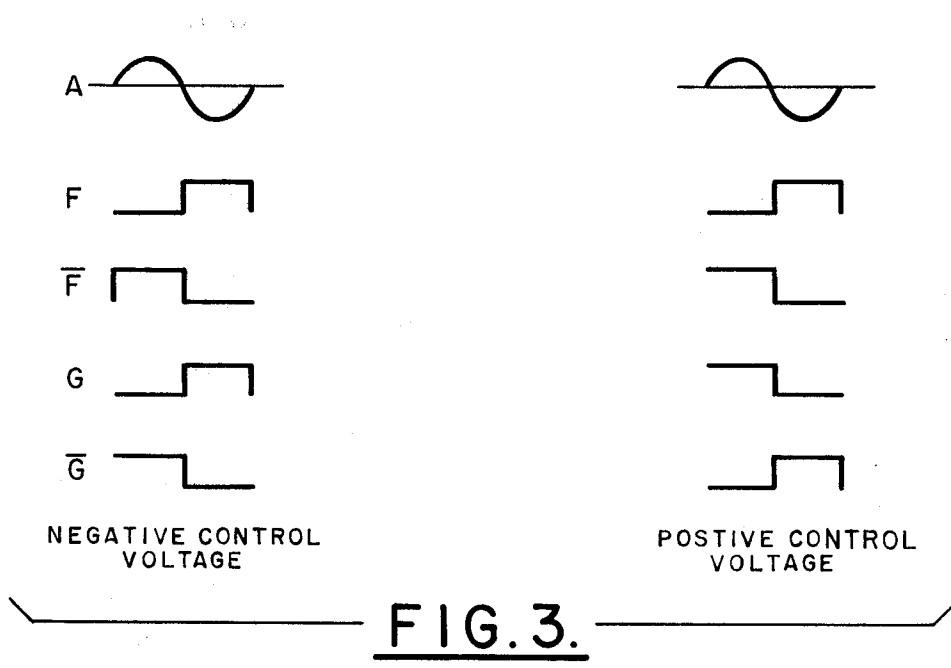 A
F
F̅
G
G̅
NEGATIVE CONTROL
VOLTAGE
POSTIVE CONTROL
VOLTAGE
FIG. 3.